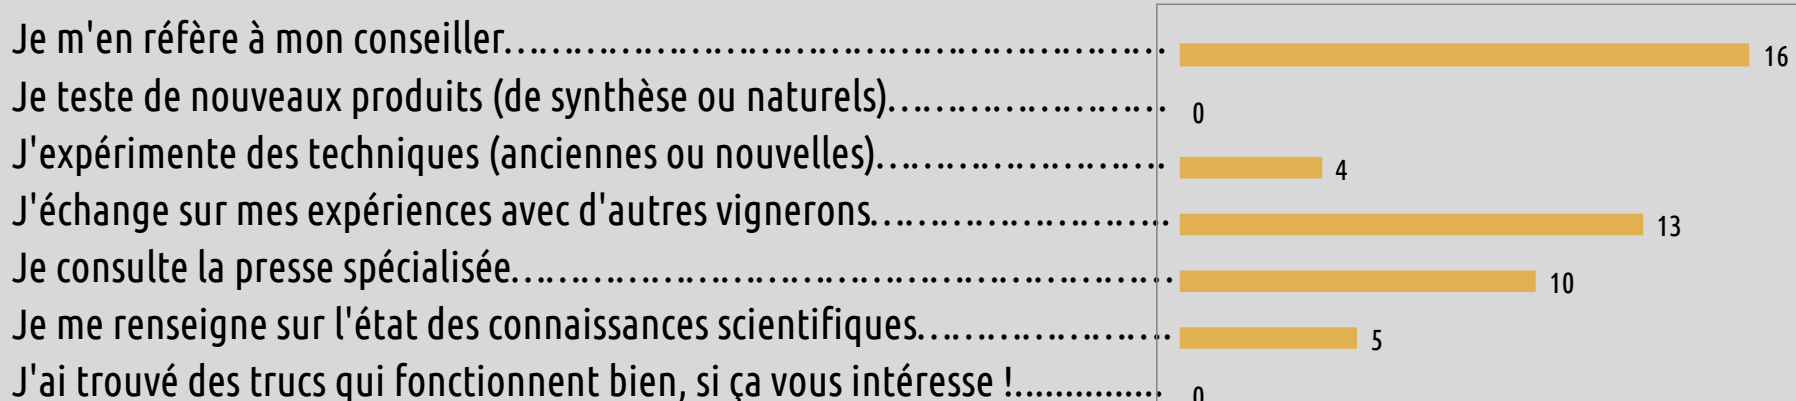 Je m'en réfère à mon conseiller……………………………………………………… 16
Je teste de nouveaux produits (de synthèse ou naturels)……………………… 0
J'expérimente des techniques (anciennes ou nouvelles)……………………… 4
J'échange sur mes expériences avec d'autres vignerons……………………… 13
Je consulte la presse spécialisée……………………………………………………… 10
Je me renseigne sur l'état des connaissances scientifiques…………………… 5
J'ai trouvé des trucs qui fonctionnent bien, si ça vous intéresse !............... 0